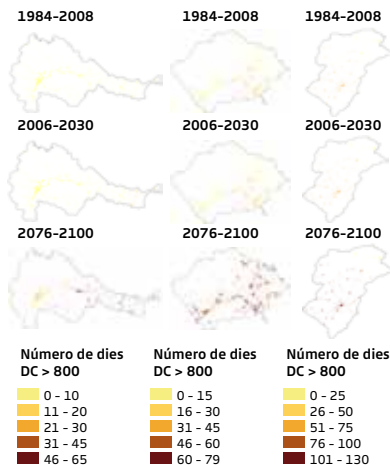 1984-2008 1984-2008 1984-2008
2006-2030 2006-2030 2006-2030
2076-2100 2076-2100 2076-2100
Número de dies
DC > 800
0 - 10
11 - 20
21 - 30
31 - 45
46 - 65
Número de dies
DC > 800
0 - 15
16 - 30
31 - 45
46 - 60
60 - 79
Número de dies
DC > 800
0 - 25
26 - 50
51 - 75
76 - 100
101 - 130